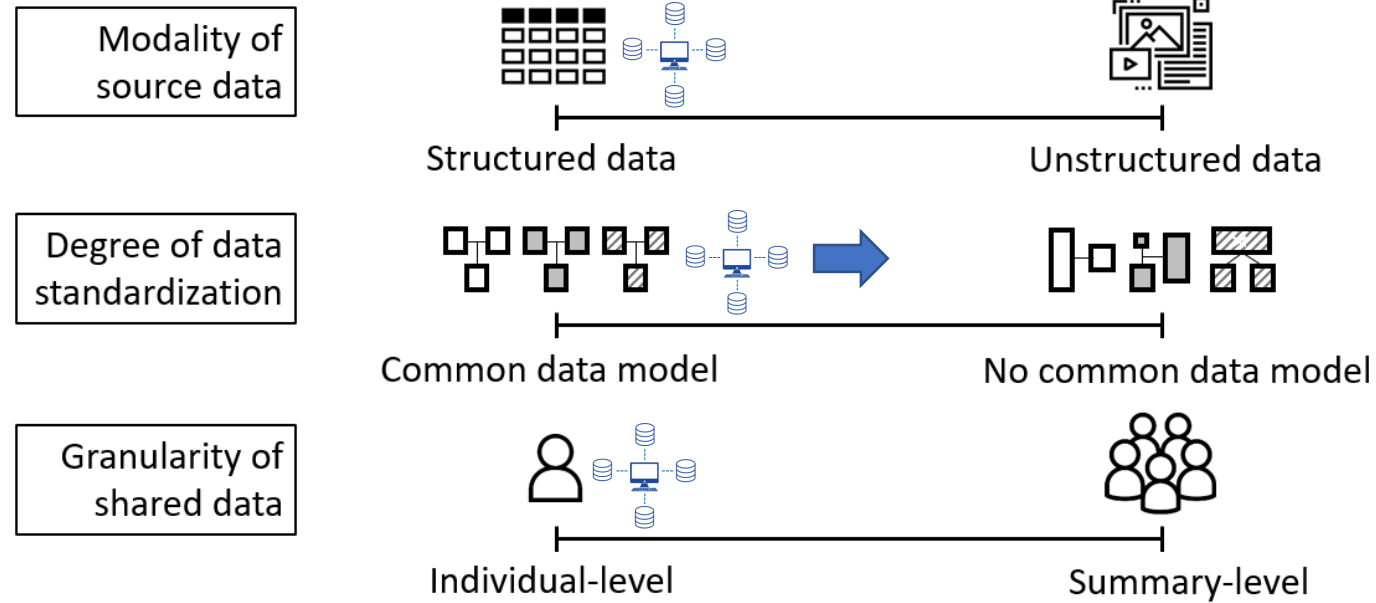 Modality of
source data
Structured data
Unstructured data
Degree of data
standardization
Common data model
No common data model
Granularity of
shared data
Individual-level
Summary-level